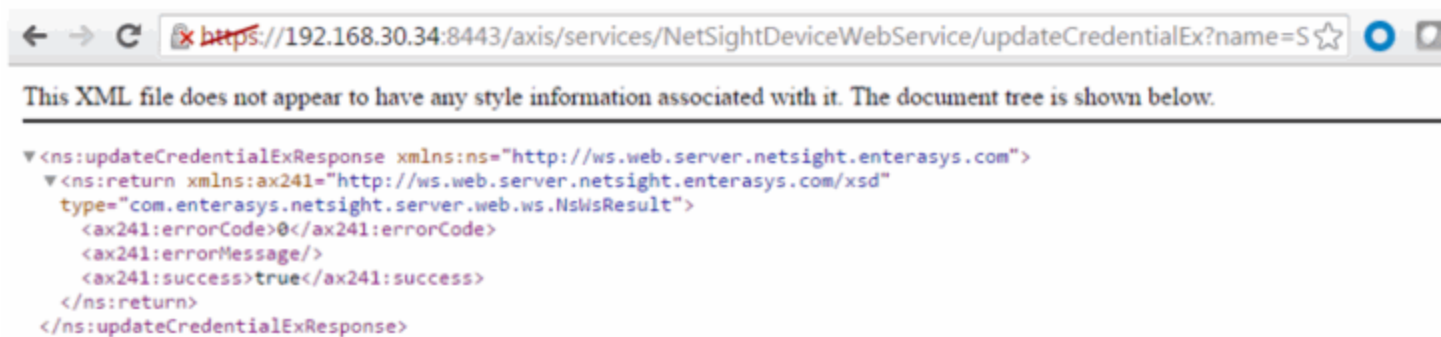 https://192.168.30.34:8443/axis/services/NetSightDeviceWebService/updateCredentialEx?name=S
This XML file does not appear to have any style information associated with it. The document tree is shown below.
▼<ns:updateCredentialExResponse xmlns:ns="http://ws.web.server.netsight.enterasys.com">
▼<ns:return xmlns:ax241="http://ws.web.server.netsight.enterasys.com/xsd"
type="com.enterasys.netsight.server.web.ws.NsWsResult">
<ax241:errorCode>0</ax241:errorCode>
<ax241:errorMessage/>
<ax241:success>true</ax241:success>
</ns:return>
</ns:updateCredentialExResponse>